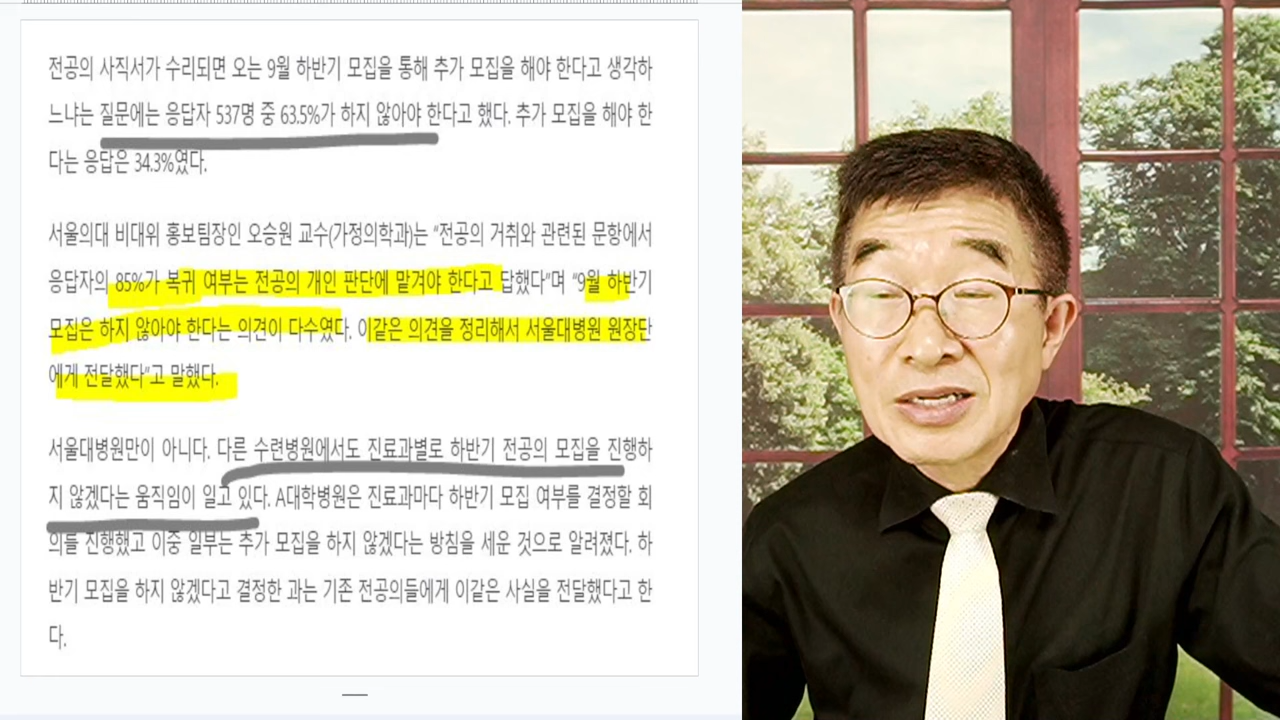 전공의 사직서가 수리되면 오는 9월 하반기 모집을 통해 추가 모집을 해야 한다고 생각하
느냐는 질문에는 응답자 537명 중 63.5%가 하지 않아야 한다고 했다. 추가 모집을 해야 한
다는 응답은 34.3%였다.
서울의대 비대위 홍보팀장인 오승원 교수(가정의학과)는 “전공의 거취와 관련된 문항에서
응답자의 85%가 복귀 여부는 전공의 개인 판단에 맡겨야 한다고 답했다”며 “9월 하반기
모집은 하지 않아야 한다는 의견이 다수였다. 이같은 의견을 정리해서 서울대병원 원장단
에게 전달했다”고 말했다.
서울대병원만이 아니다. 다른 수련병원에서도 진료과별로 하반기 전공의 모집을 진행하
지 않겠다는 움직임이 일고 있다. A대학병원은 진료과마다 하반기 모집 여부를 결정할 회
의를 진행했고 이중 일부는 추가 모집을 하지 않겠다는 방침을 세운 것으로 알려졌다. 하
반기 모집을 하지 않겠다고 결정한 과는 기존 전공의들에게 이같은 사실을 전달했다고 한
다.